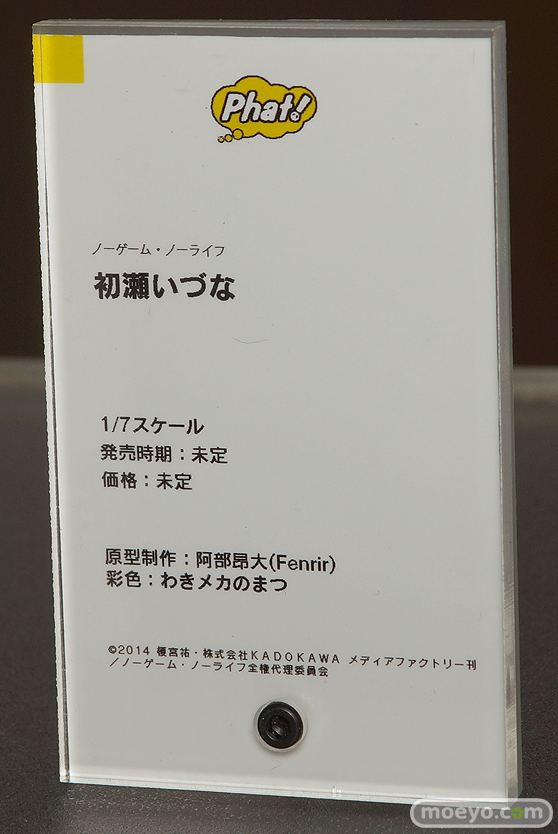 Phat!
ノーゲーム・ノーライフ
初瀬いづな
1/7スケール
発売時期：未定
価格：未定
原型制作：阿部昂大(Fenrir)
彩色：わきメカのまつ
©2014 榎宮祐・株式会社KADOKAWA メディアファクトリー刊
／ノーゲーム・ノーライフ全権代理委員会
moeyo.com